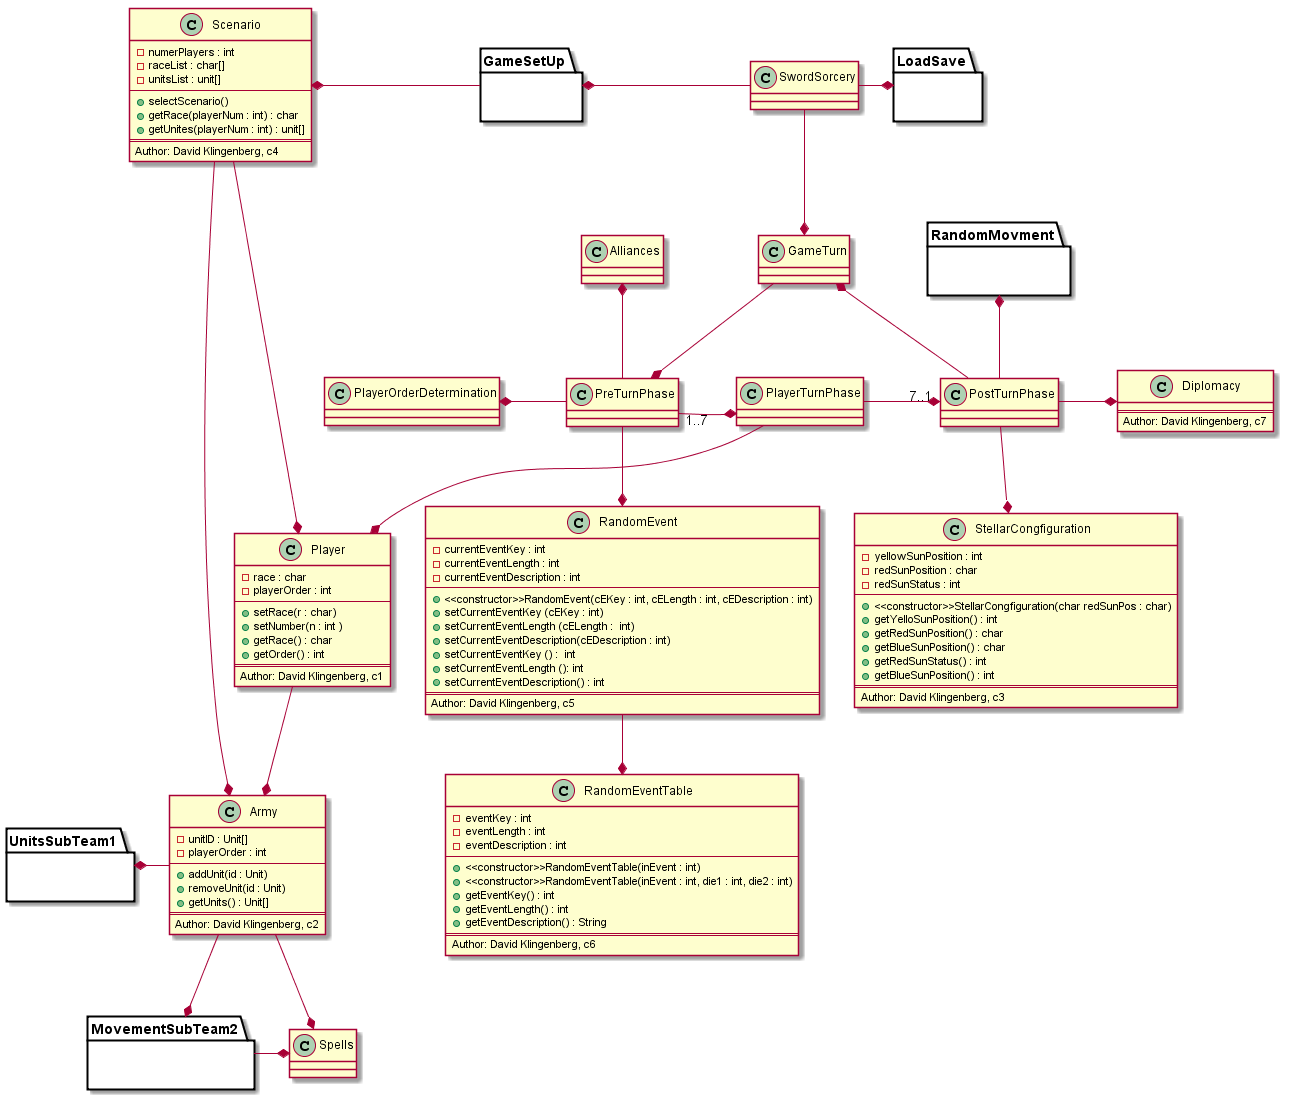 C Scenario
numerPlayers : int
raceList : char[]
unitsList : unit[]
selectScenario()
getRace(playerNum : int) : char
getUnites(playerNum : int) : unit[]
Author: David Klingenberg, c4
GameSetUp
C SwordSorcery
LoadSave
C Alliances
C GameTurn
RandomMovment
C PlayerOrderDetermination
C PreTurnPhase
1..7
C PlayerTurnPhase
7..1
C PostTurnPhase
C Diplomacy
Author: David Klingenberg, c7
C Player
race : char
playerOrder : int
setRace(r : char)
setNumber(n : int )
getRace() : char
getOrder() : int
Author: David Klingenberg, c1
C RandomEvent
currentEventKey : int
currentEventLength : int
currentEventDescription : int
<<constructor>>RandomEvent(cEKey : int, cELength : int, cEDescription : int)
setCurrentEventKey (cEKey : int)
setCurrentEventLength (cELength :  int)
setCurrentEventDescription(cEDescription : int)
setCurrentEventKey () :  int
setCurrentEventLength (): int
setCurrentEventDescription() : int
Author: David Klingenberg, c5
C StellarCongfiguration
yellowSunPosition : int
redSunPosition : char
redSunStatus : int
<<constructor>>StellarCongfiguration(char redSunPos : char)
getYelloSunPosition() : int
getRedSunPosition() : char
getBlueSunPosition() : char
getRedSunStatus() : int
getBlueSunPosition() : int
Author: David Klingenberg, c3
C RandomEventTable
eventKey : int
eventLength : int
eventDescription : int
<<constructor>>RandomEventTable(inEvent : int)
<<constructor>>RandomEventTable(inEvent : int, die1 : int, die2 : int)
getEventKey() : int
getEventLength() : int
getEventDescription() : String
Author: David Klingenberg, c6
UnitsSubTeam1
C Army
unitID : Unit[]
playerOrder : int
addUnit(id : Unit)
removeUnit(id : Unit)
getUnits() : Unit[]
Author: David Klingenberg, c2
MovementSubTeam2
C Spells